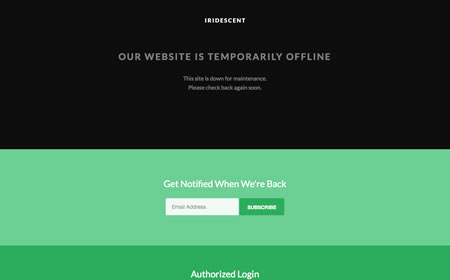 IRIDESCENT
OUR WEBSITE IS TEMPORARILY OFFLINE
This site is down for maintenance.
Please check back again soon.
Get Notified When We're Back
Email Address
SUBSCRIBE
Authorized Login